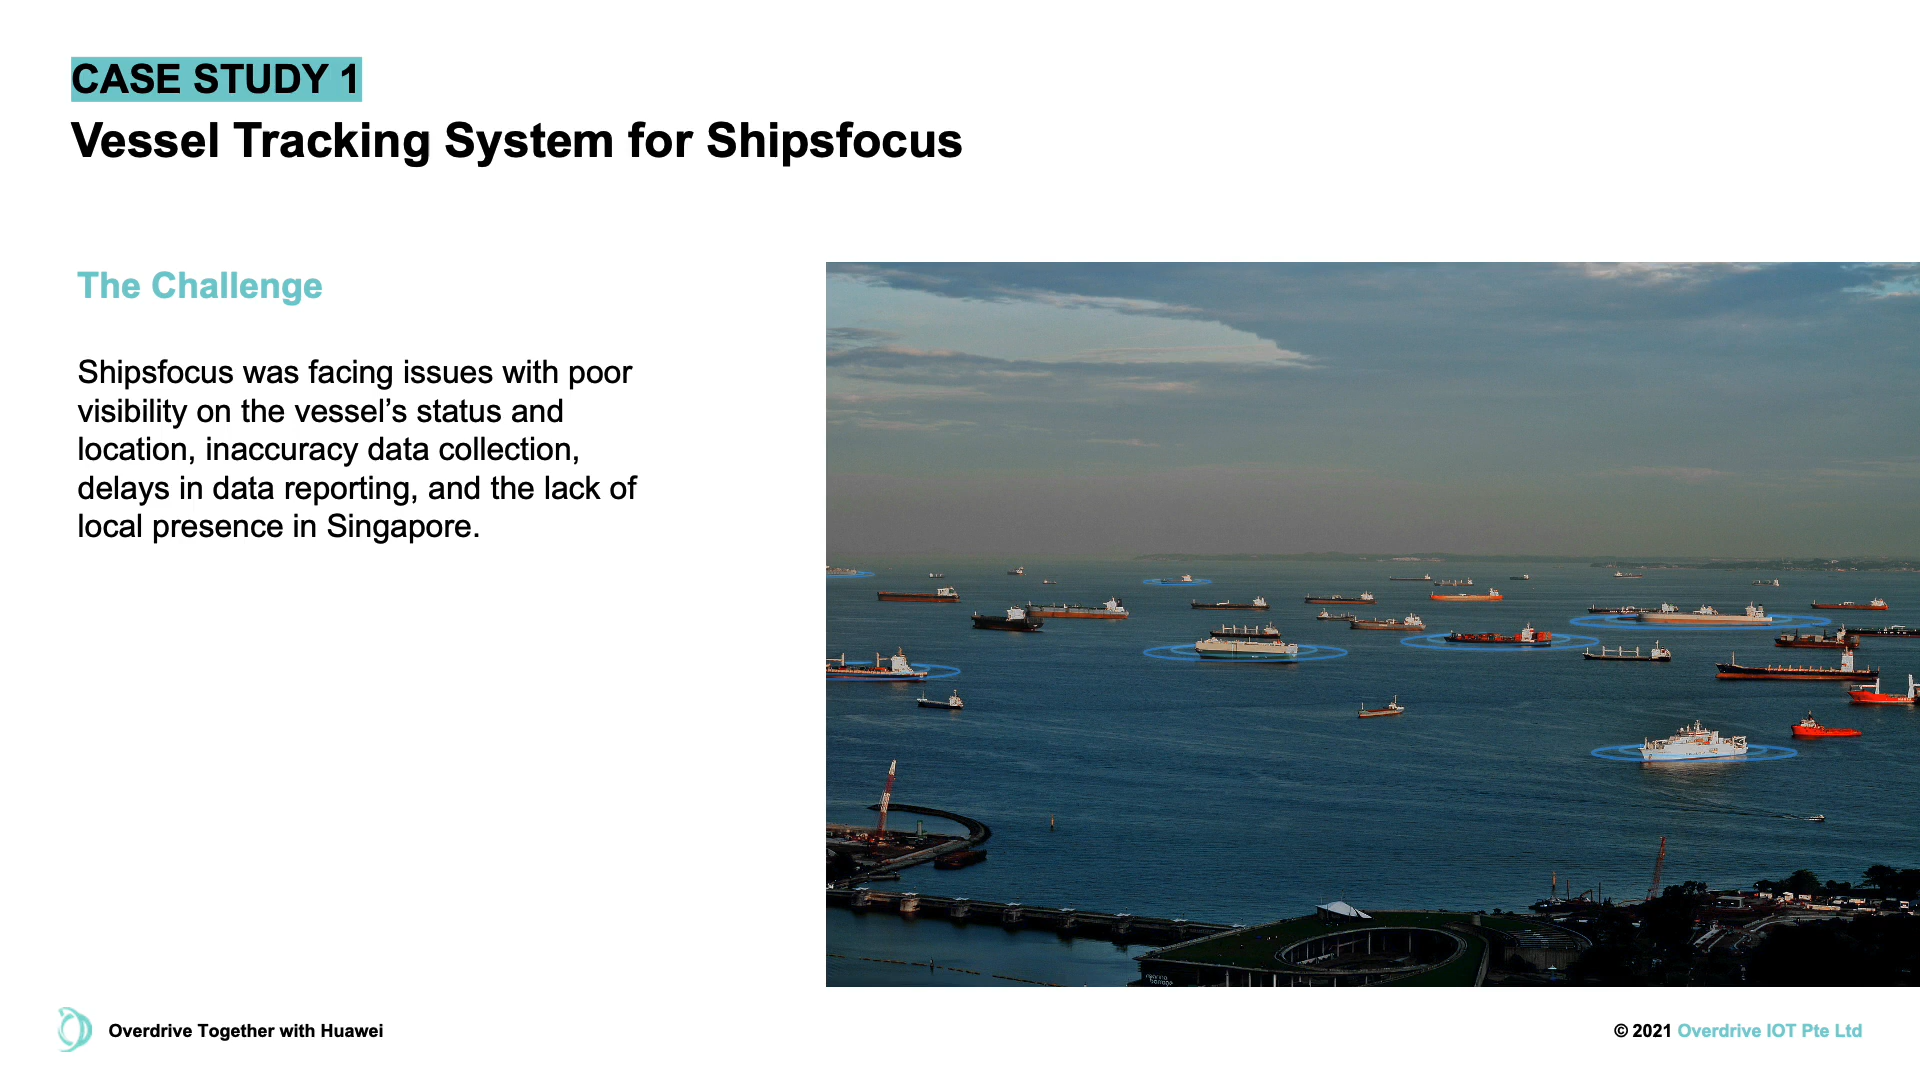 CASE STUDY 1
Vessel Tracking System for Shipsfocus
The Challenge
Shipsfocus was facing issues with poor
visibility on the vessel’s status and
location, inaccuracy data collection,
delays in data reporting, and the lack of
local presence in Singapore.
Overdrive Together with Huawei
© 2021 Overdrive IOT Pte Ltd